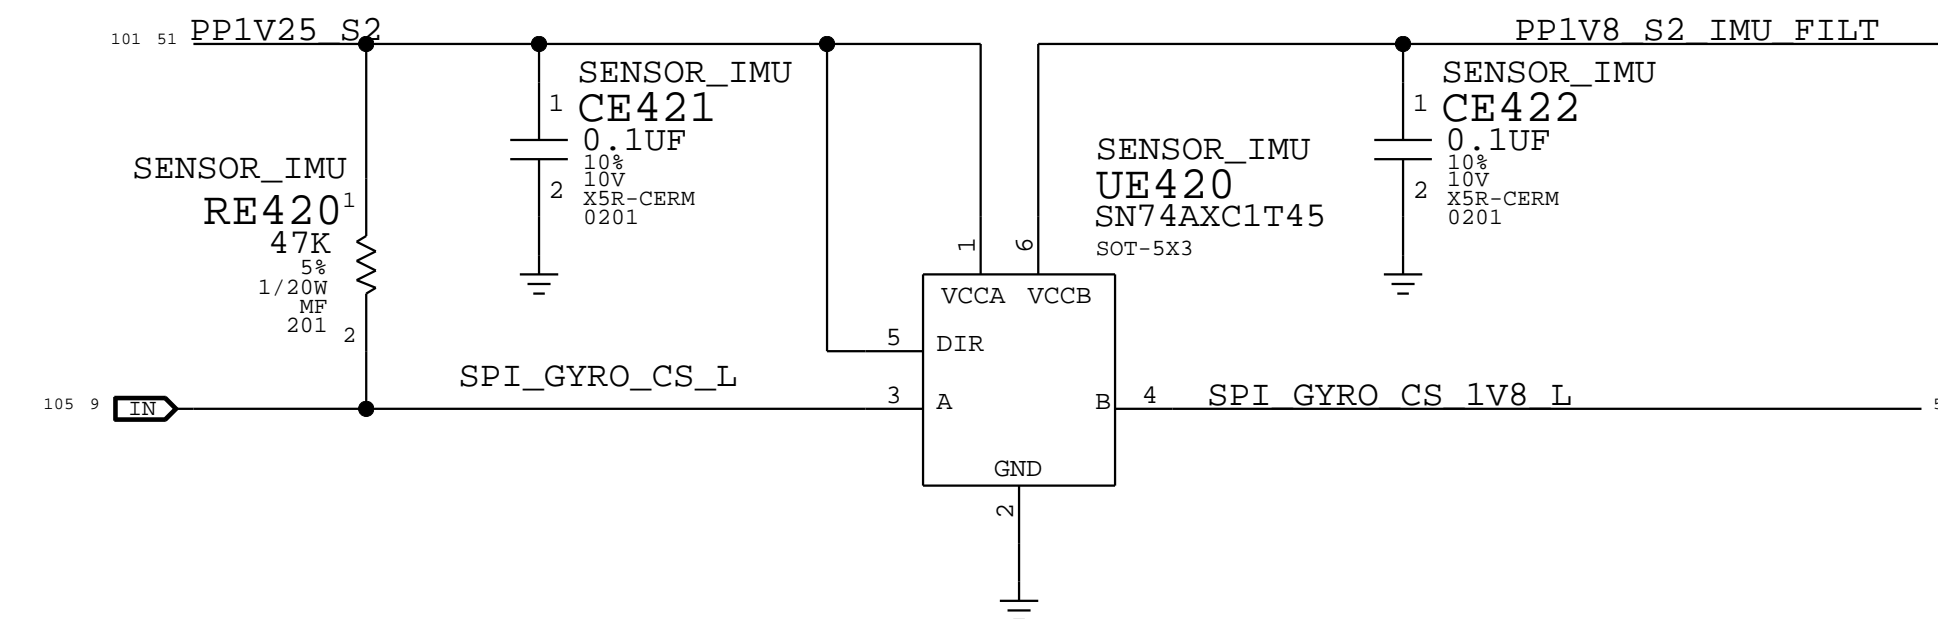 101 51 PP1V25_S2
PP1V8_S2_IMU_FILT
SENSOR_IMU
1 CE421
0.1UF
10%
10V
2 X5R-CERM
0201
SENSOR_IMU
1 CE422
0.1UF
10%
10V
2 X5R-CERM
0201
SENSOR_IMU
RE420 1
47K
5%
1/20W
MF
201
2
SENSOR_IMU
UE420
SN74AXC1T45
SOT-5X3
1 6
VCCA VCCB
5 DIR
SPI_GYRO_CS_L
105 9 IN
3 A
B 4 SPI_GYRO_CS_1V8_L
GND
2